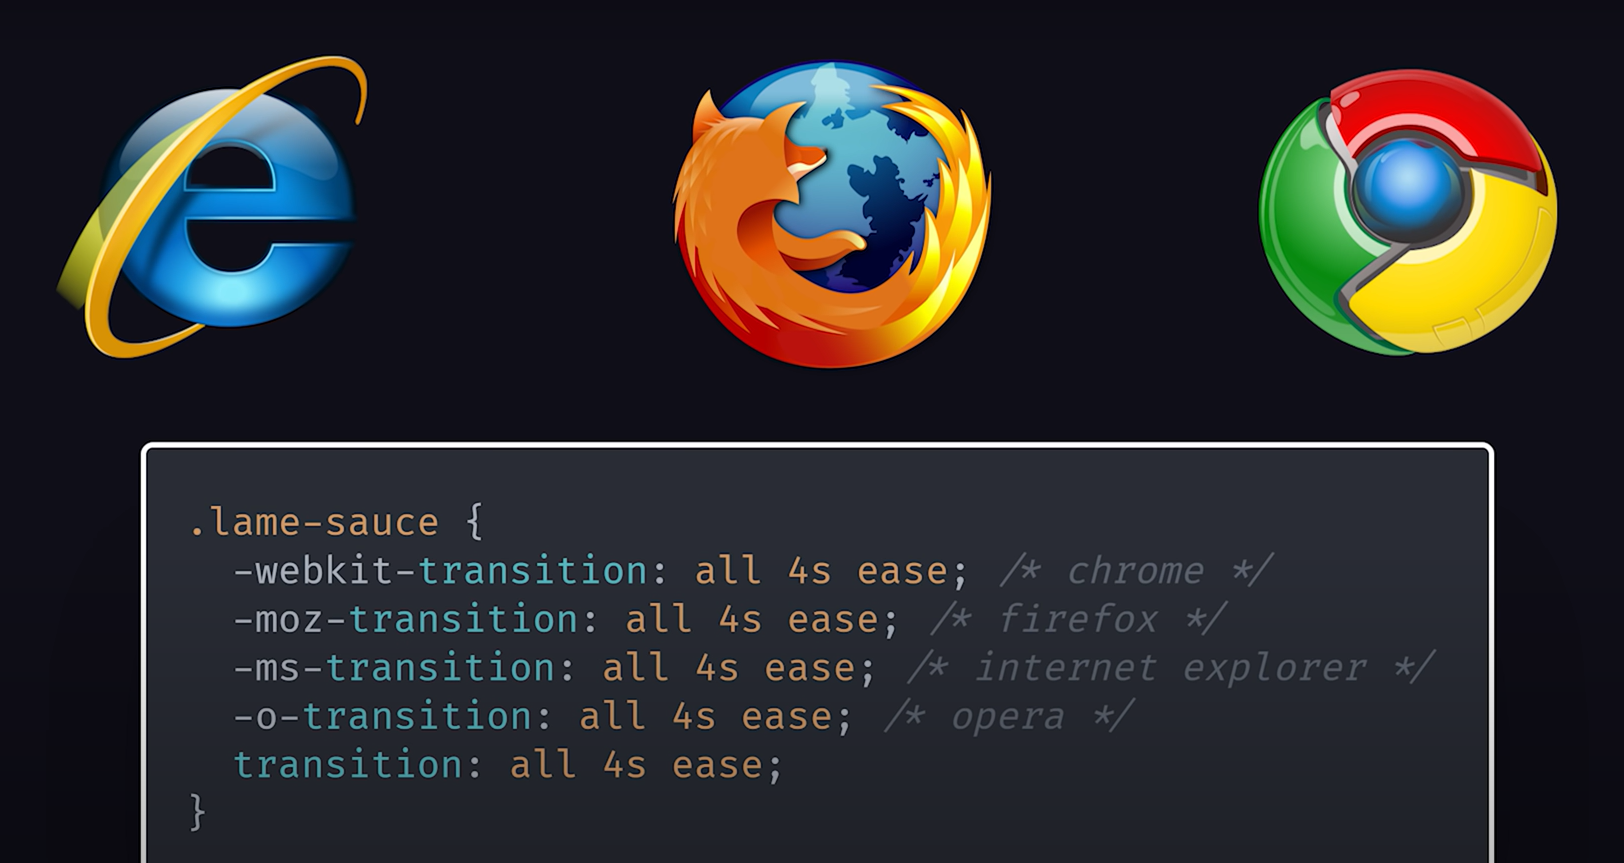 .lame-sauce {
-webkit-transition: all 4s ease; /* chrome */
-moz-transition: all 4s ease; /* firefox */
-ms-transition: all 4s ease; /* internet explorer */
-o-transition: all 4s ease; /* opera */
transition: all 4s ease;
}